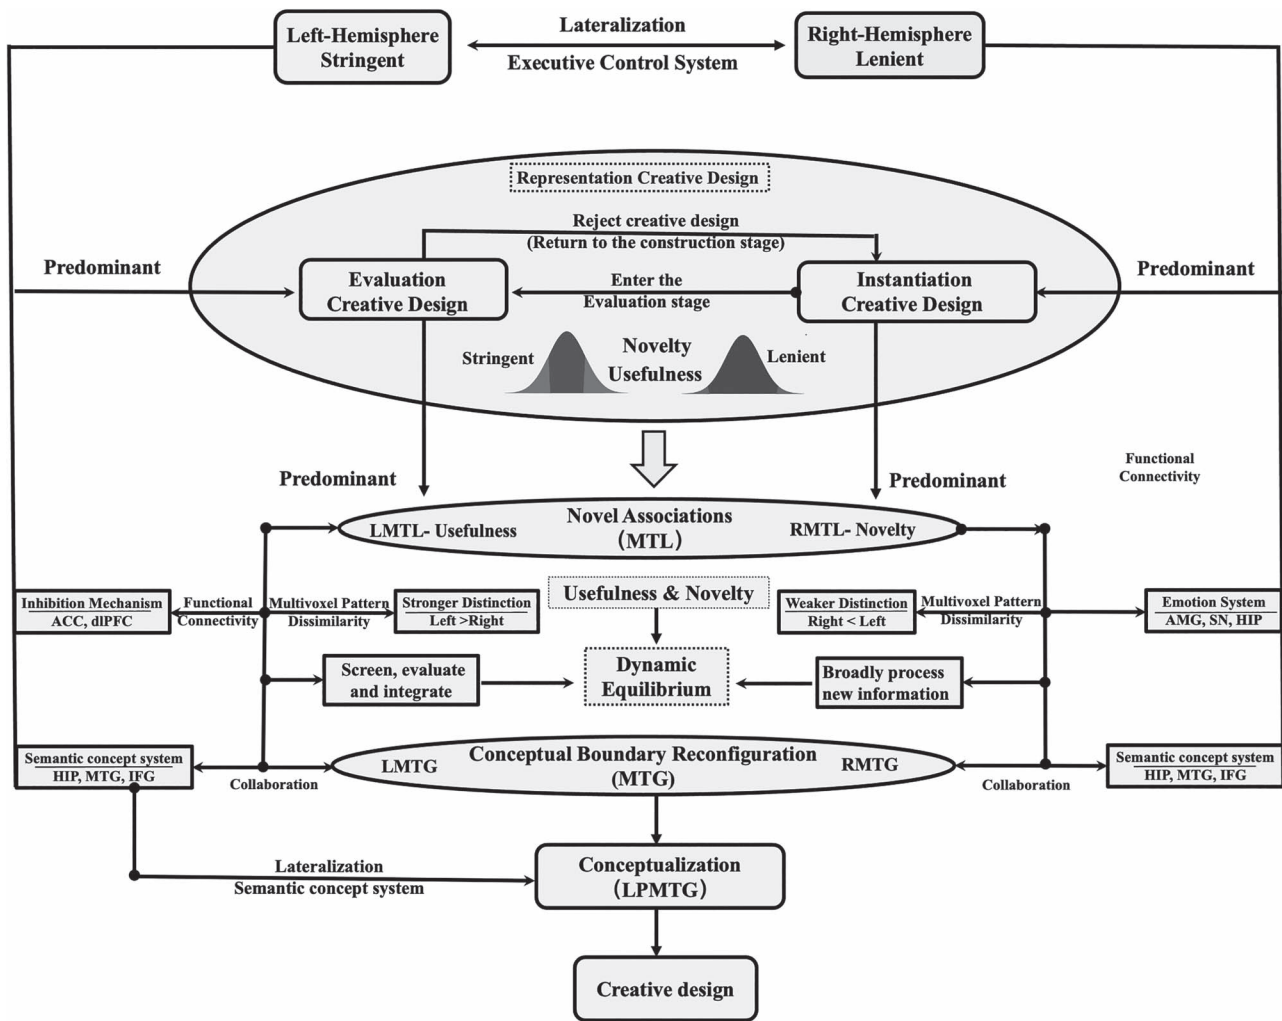 Left-Hemisphere
Stringent
Lateralization
Executive Control System
Right-Hemisphere
Lenient
Representation Creative Design
Reject creative design
(Return to the construction stage)
Predominant
Evaluation
Creative Design
Enter the
Evaluation stage
Instantiation
Creative Design
Predominant
Stringent
Novelty
Usefulness
Lenient
Predominant
Predominant
Functional
Connectivity
LMTL- Usefulness
Novel Associations
(MTL)
RMTL- Novelty
Inhibition Mechanism
ACC, dlPFC
Functional
Connectivity
Multivoxel Pattern
Dissimilarity
Stronger Distinction
Left >Right
Usefulness & Novelty
Weaker Distinction
Right < Left
Multivoxel Pattern
Dissimilarity
Emotion System
AMG, SN, HIP
Screen, evaluate
and integrate
Dynamic
Equilibrium
Broadly process
new information
Semantic concept system
HIP, MTG, IFG
Collaboration
LMTG
Conceptual Boundary Reconfiguration
(MTG)
RMTG
Collaboration
Semantic concept system
HIP, MTG, IFG
Lateralization
Semantic concept system
Conceptualization
(LPMTG)
Creative design